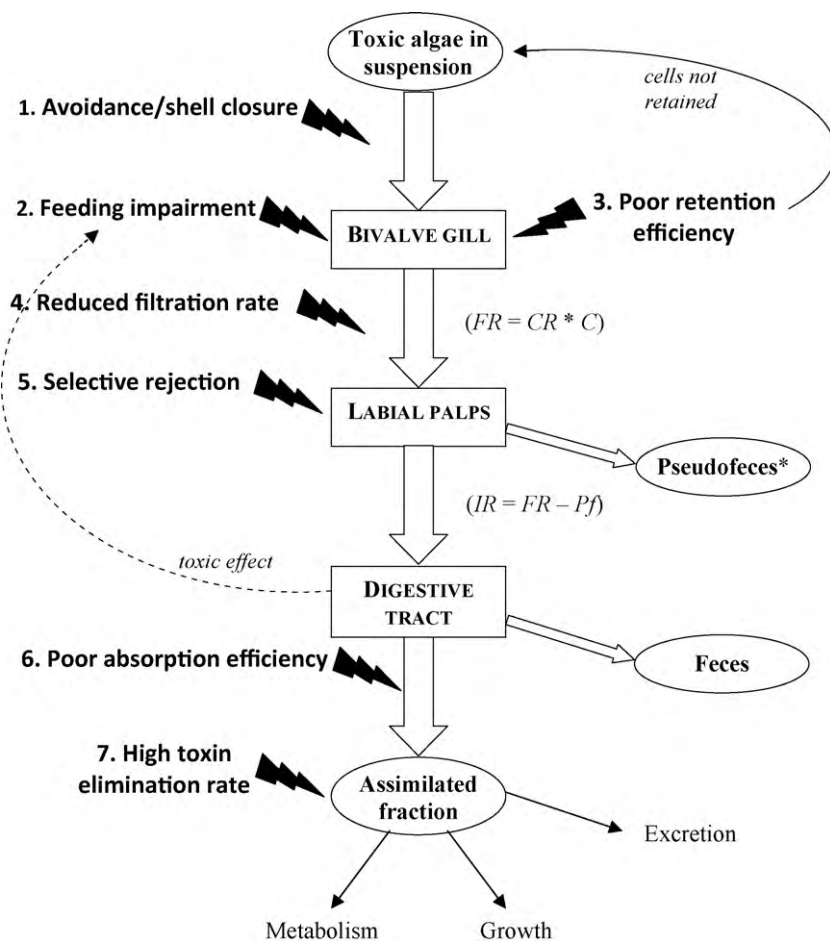 Toxic algae in
suspension
cells not
retained
1. Avoidance/shell closure
2. Feeding impairment
3. Poor retention
efficiency
BIVALVE GILL
4. Reduced filtration rate
(FR = CR * C)
5. Selective rejection
LABIAL PALPS
Pseudofeces*
(IR = FR – Pf)
toxic effect
DIGESTIVE
TRACT
6. Poor absorption efficiency
Feces
7. High toxin
elimination rate
Assimilated
fraction
Excretion
Metabolism
Growth